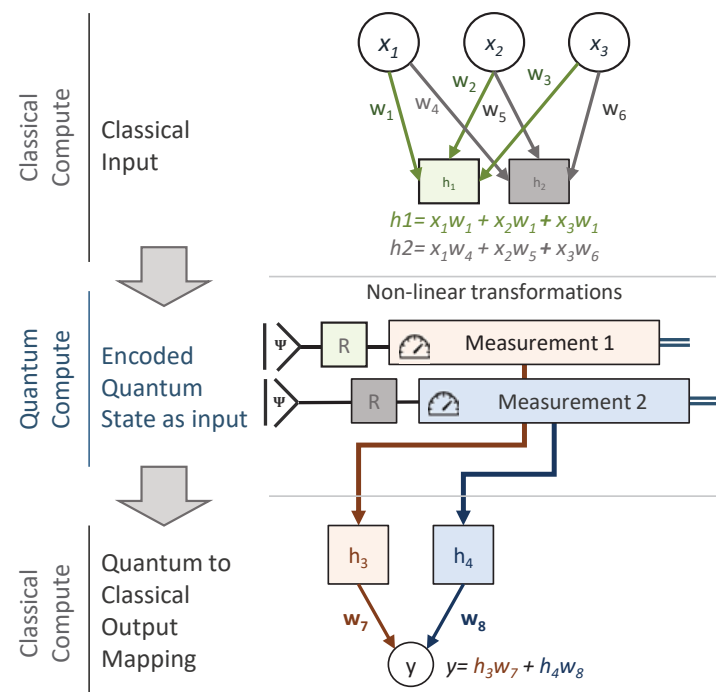 Classical Compute
Classical Input
x1
x2
x3
w1
w4
w2
w5
w3
w6
h1
h2
h1= x1w1 + x2w1 + x3w1
h2= x1w4 + x2w5 + x3w6
Non-linear transformations
Quantum Compute
Encoded
Quantum
State as input
Ψ
R
Measurement 1
Ψ
R
Measurement 2
Classical Compute
Quantum to
Classical
Output
Mapping
h3
h4
w7
w8
y
y= h3w7 + h4w8